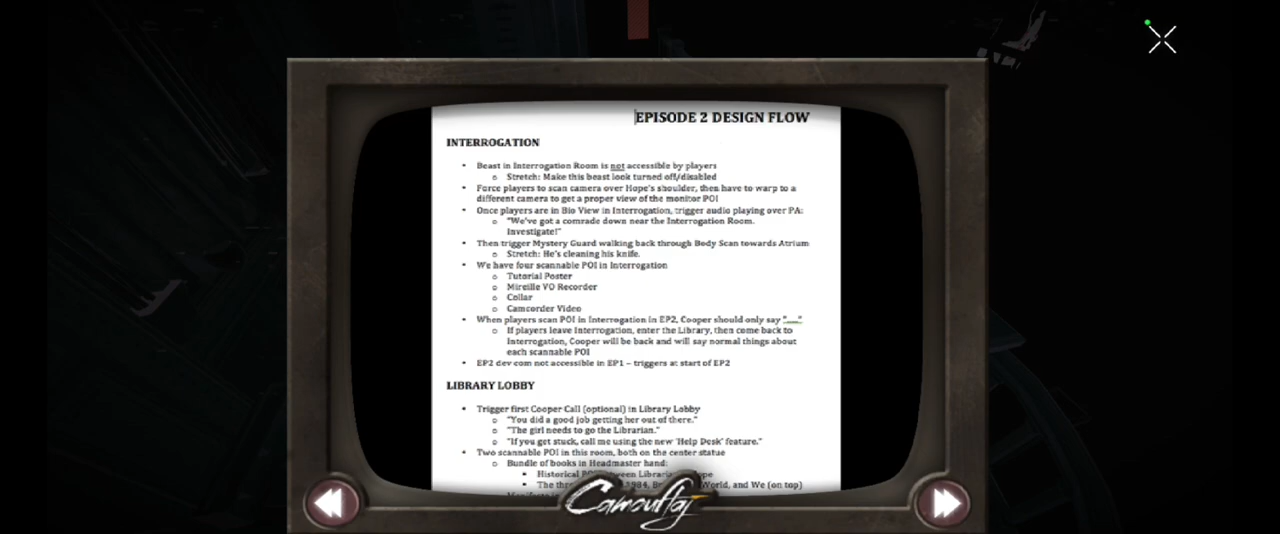 EPISODE 2 DESIGN FLOW
INTERROGATION
• Beast in Interrogation Room is not accessible by players
o Stretch: Make this beast look turned off/disabled
• Force players to scan camera over Hope's shoulder, then have to warp to a
different camera to get a proper view of the monitor POI
• Once players are in Bio View in Interrogation, trigger audio playing over PA:
o "We've got a comrade down near the Interrogation Room.
Investigate!"
• Then trigger Mystery Guard walking back through Body Scan towards Atrium
o Stretch: He's cleaning his knife.
• We have four scannable POI in Interrogation
o Tutorial Poster
o Mireille VO Recorder
o Collar
o Camcorder Video
• When players scan POI in Interrogation in EP2, Cooper should only say "…"
o If players leave Interrogation, enter the Library, then come back to
Interrogation, Cooper will be back and will say normal things about
each scannable POI
• EP2 dev com not accessible in EP1 – triggers at start of EP2
LIBRARY LOBBY
• Trigger first Cooper Call (optional) in Library Lobby
o "You did a good job getting her out of there."
o "The girl needs to go the Librarian."
o "If you get stuck, call me using the new 'Help Desk' feature."
• Two scannable POI in this room, both on the center statue
o Bundle of books in Headmaster hand:
▪ Historical
▪ The 1984, World, and We (on top)
Camouflaj